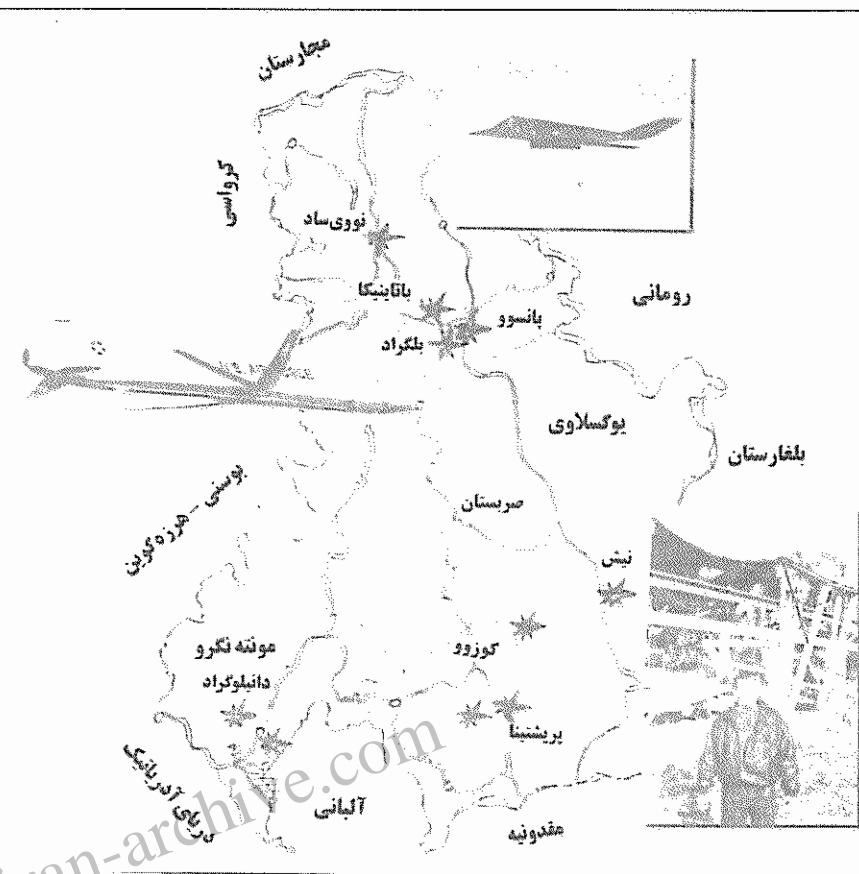 مجارستان
کرواسی
نووی‌ساد
باتاینیکا
پانسوو
رومانی
بلگراد
یوگسلاوی
بلغارستان
بوسنی - هرزه گوین
صربستان
نیش
کوزوو
مونته نگرو
دانیلوگراد
پریشتینا
دریای آدریاتیک
آلبانی
مقدونیه
iran-archive.com